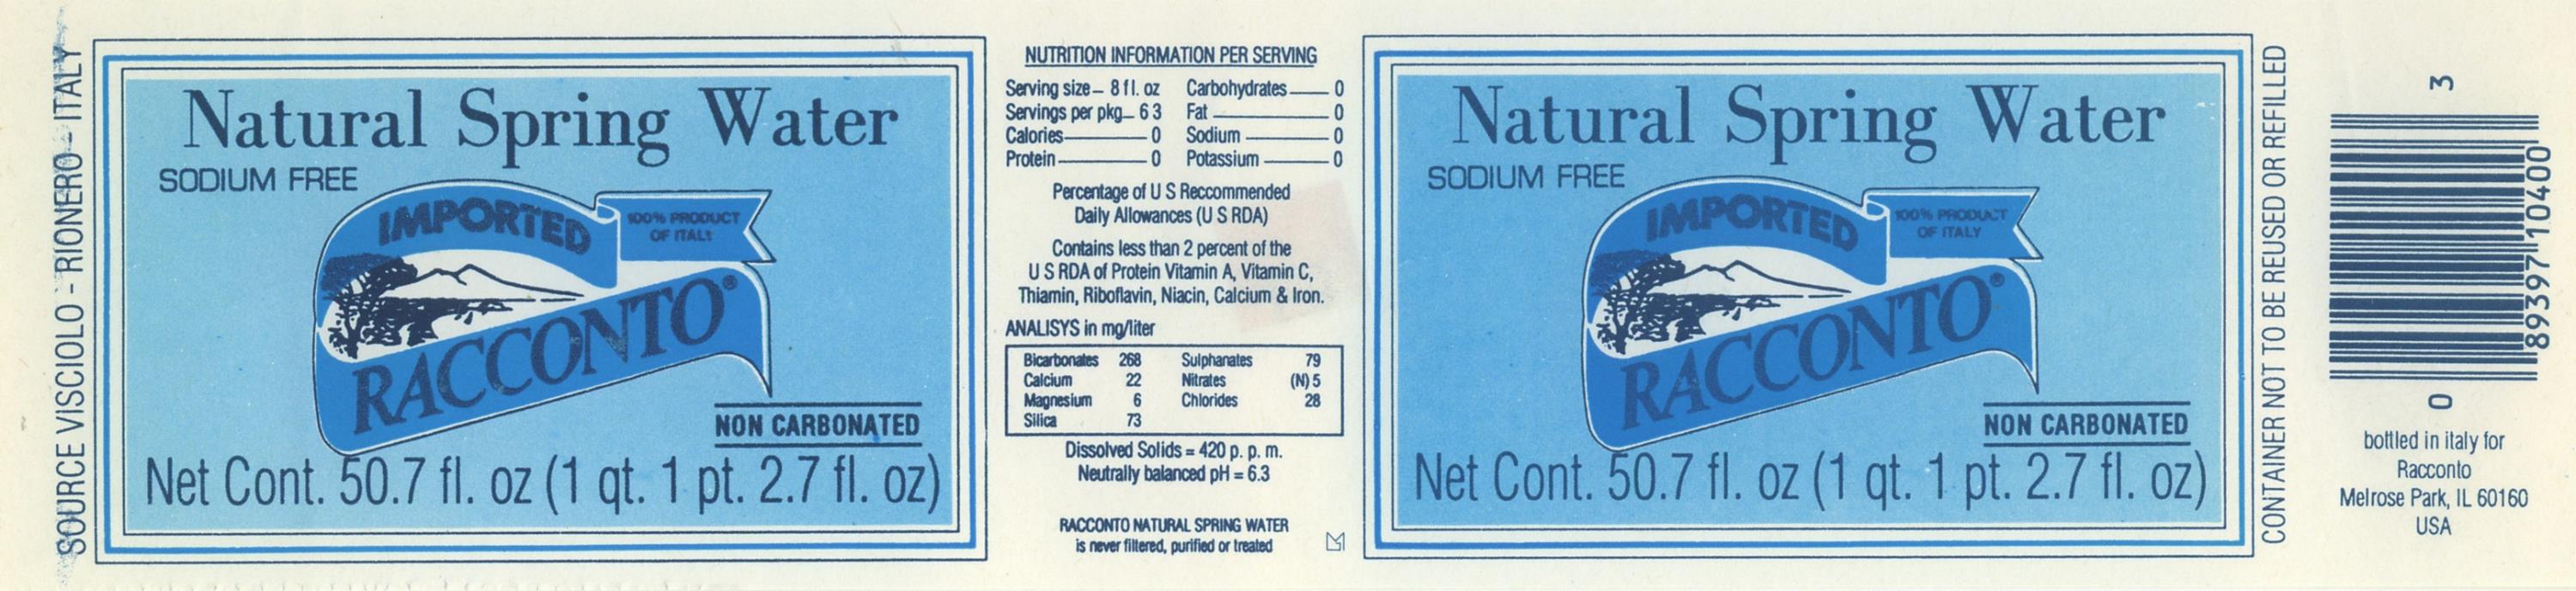 SOURCE VISCIOLO - RIONERO - ITALY
Natural Spring Water
SODIUM FREE
IMPORTED
100% PRODUCT
OF ITALY
RACCONTO®
NON CARBONATED
Net Cont. 50.7 fl. oz (1 qt. 1 pt. 2.7 fl. oz)
NUTRITION INFORMATION PER SERVING
Serving size – 8 fl. oz Carbohydrates — 0
Servings per pkg – 6 3 Fat — 0
Calories — 0 Sodium — 0
Protein — 0 Potassium — 0
Percentage of U S Reccommended
Daily Allowances (U S RDA)
Contains less than 2 percent of the
U S RDA of Protein Vitamin A, Vitamin C,
Thiamin, Riboflavin, Niacin, Calcium & Iron.
ANALISYS in mg/liter
Bicarbonates 268 Sulphanates 79
Calcium 22 Nitrates (N) 5
Magnesium 6 Chlorides 28
Silica 73
Dissolved Solids = 420 p. p. m.
Neutrally balanced pH = 6.3
RACCONTO NATURAL SPRING WATER
is never filtered, purified or treated
Natural Spring Water
SODIUM FREE
IMPORTED
100% PRODUCT
OF ITALY
RACCONTO®
NON CARBONATED
Net Cont. 50.7 fl. oz (1 qt. 1 pt. 2.7 fl. oz)
CONTAINER NOT TO BE REUSED OR REFILLED
0 89397 10400 3
bottled in italy for
Racconto
Melrose Park, IL 60160
USA